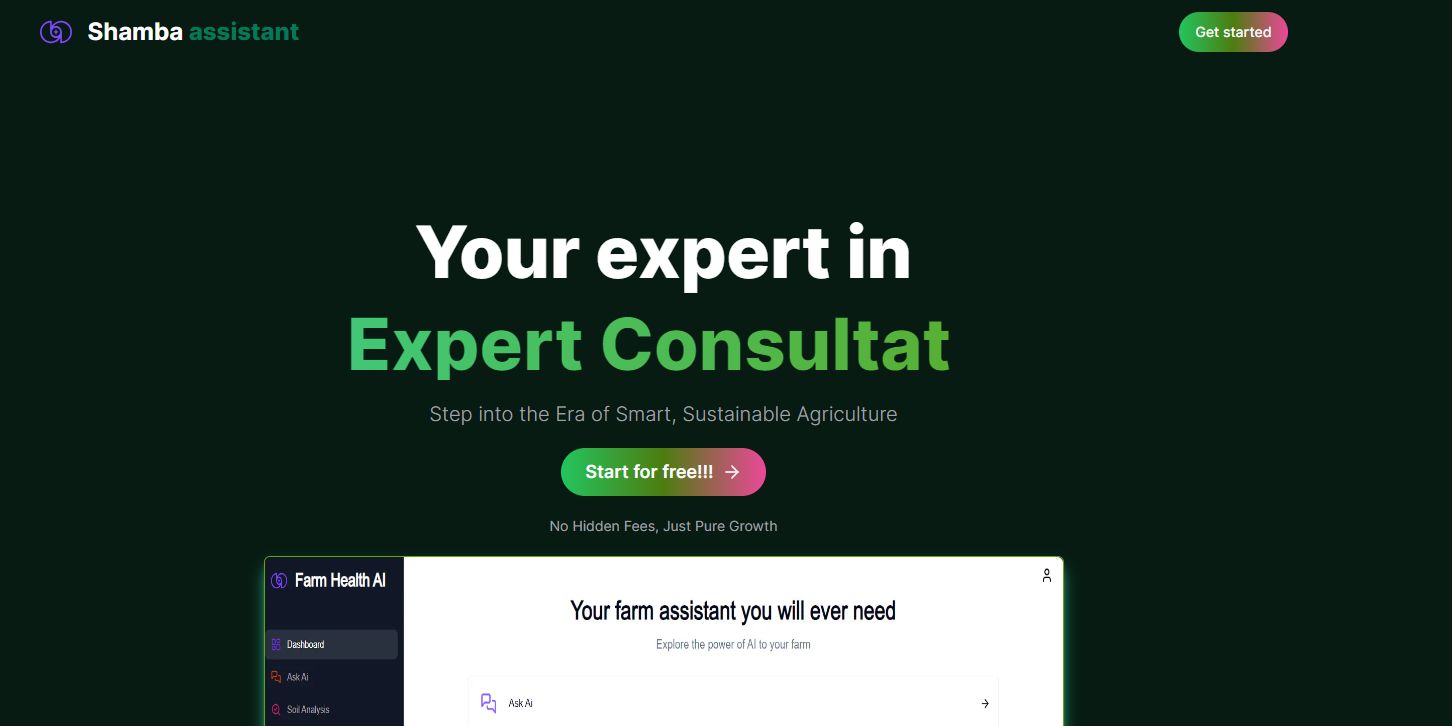 Shamba assistant
Get started
Your expert in
Expert Consultat
Step into the Era of Smart, Sustainable Agriculture
Start for free!!!
No Hidden Fees, Just Pure Growth
Farm Health AI
Your farm assistant you will ever need
Explore the power of AI to your farm
Dashboard
Ask Ai
Soil Analysis
Ask Ai